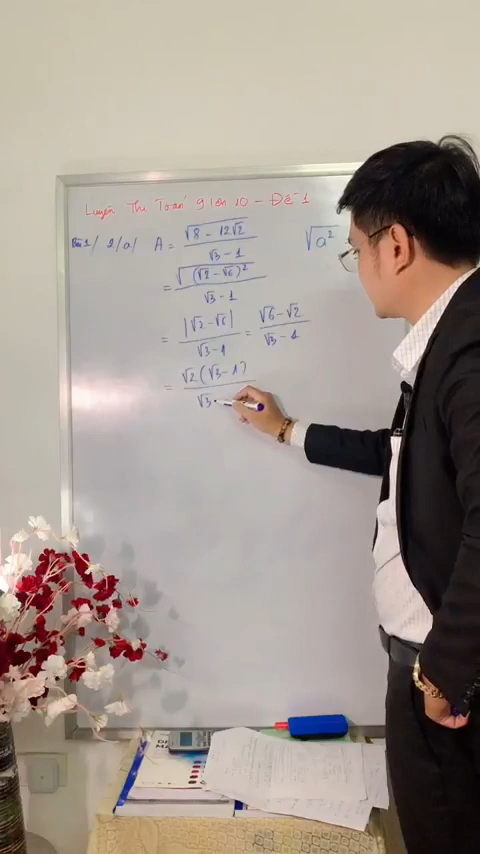 Luyện Thi Toán 9 lên 10 - Đề 1
Bài 1/ 2/a/ A = √(8 - 12√2) / (√3 - 1) √a²
= √((√2 - √6)²) / (√3 - 1)
= |√2 - √6| / (√3 - 1) = (√6 - √2) / (√3 - 1)
= √2(√3 - 1) / √3